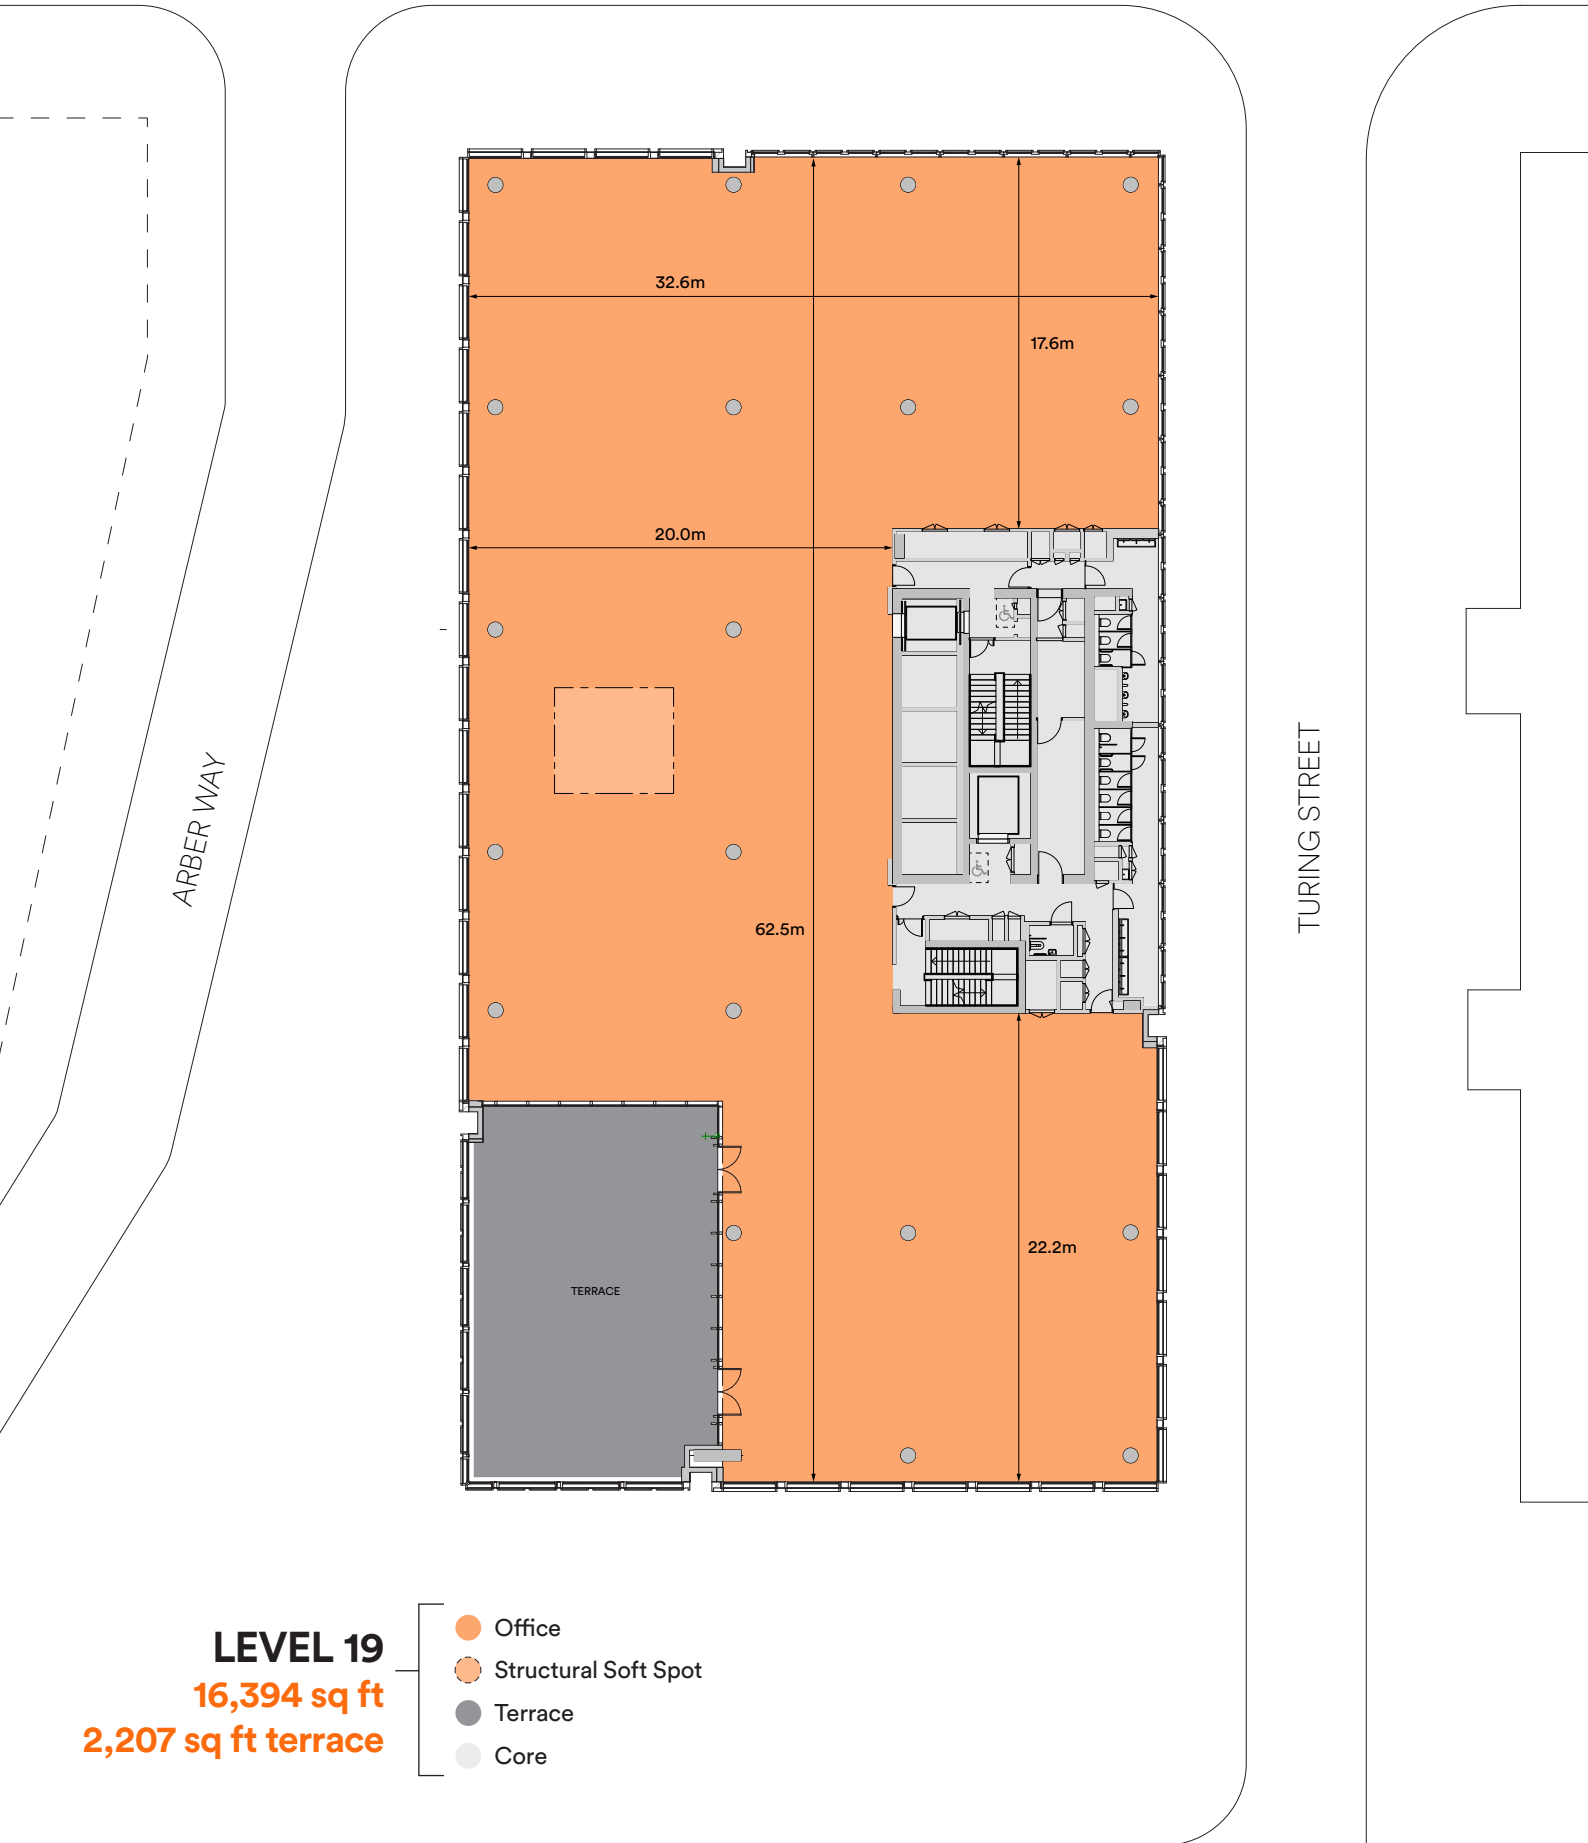 32.6m
17.6m
20.0m
ARBER WAY
TURING STREET
62.5m
22.2m
TERRACE
LEVEL 19
16,394 sq ft
2,207 sq ft terrace
Office
Structural Soft Spot
Terrace
Core